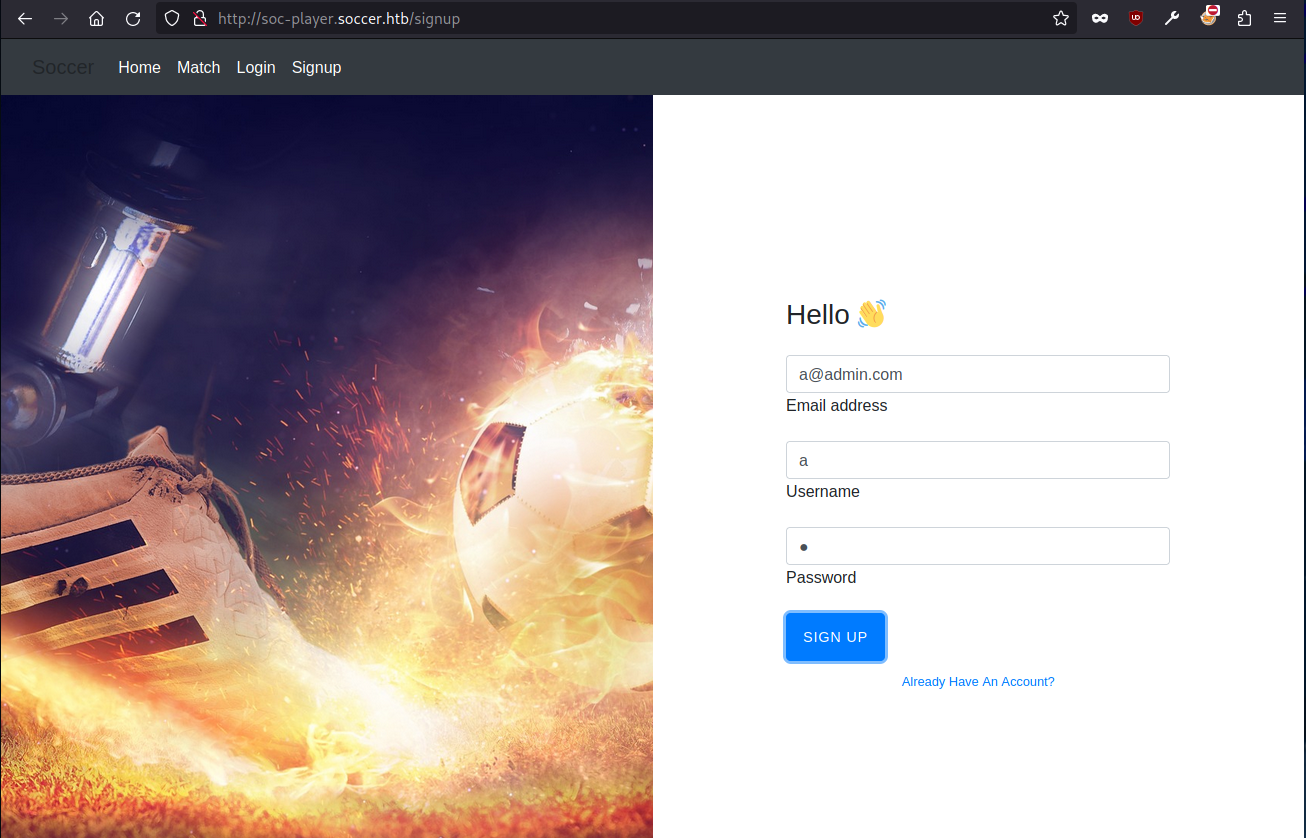 http://soc-player.soccer.htb/signup
Soccer Home Match Login Signup
Hello 👋
a@admin.com
Email address
a
Username
●
Password
SIGN UP
Already Have An Account?